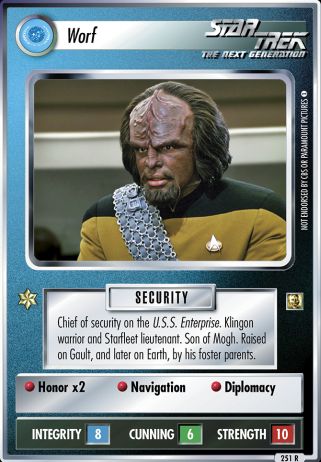 Worf
STAR TREK
THE NEXT GENERATION
NOT ENDORSED BY CBS OR PARAMOUNT PICTURES
SECURITY
Chief of security on the U.S.S. Enterprise. Klingon
warrior and Starfleet lieutenant. Son of Mogh. Raised
on Gault, and later on Earth, by his foster parents.
Honor x2 Navigation Diplomacy
INTEGRITY 8 CUNNING 6 STRENGTH 10
251 R